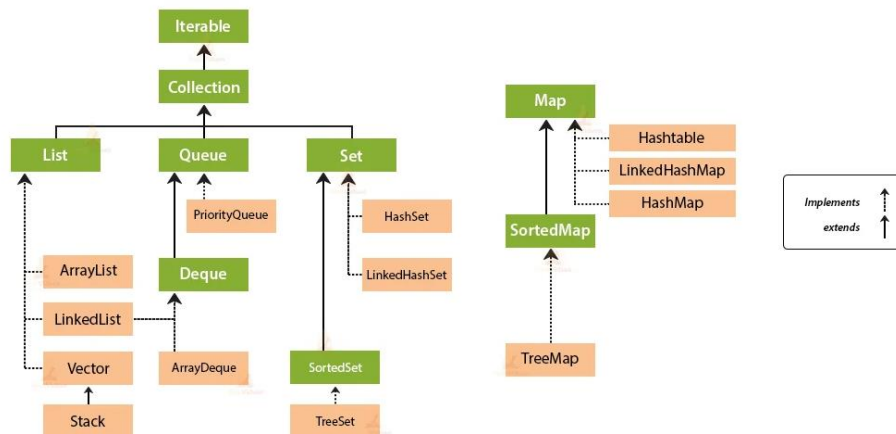 Iterable
Collection
List
Queue
Set
PriorityQueue
HashSet
Deque
LinkedHashSet
ArrayList
LinkedList
Vector
ArrayDeque
SortedSet
Stack
TreeSet
Map
Hashtable
LinkedHashMap
HashMap
SortedMap
TreeMap
Implements
extends